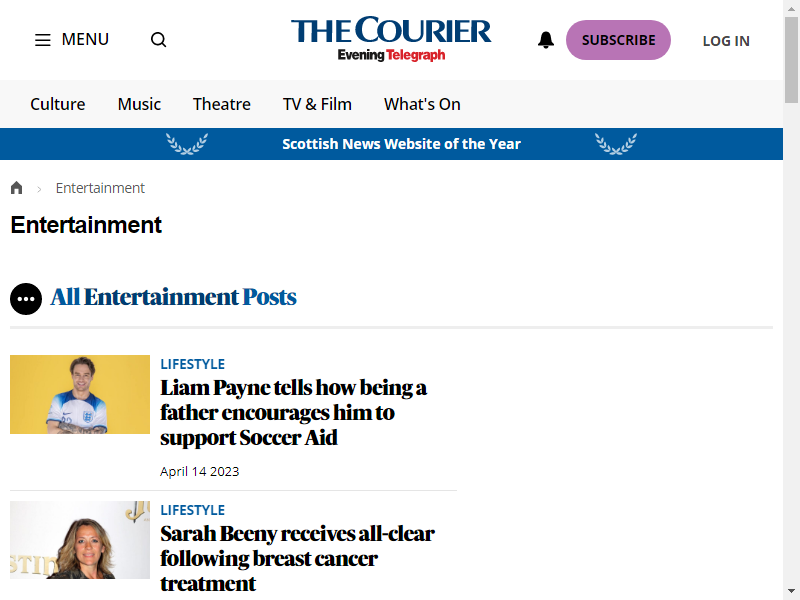 MENU
THE COURIER
Evening Telegraph
SUBSCRIBE
LOG IN
Culture
Music
Theatre
TV & Film
What's On
Scottish News Website of the Year
Entertainment
Entertainment
All Entertainment Posts
LIFESTYLE
Liam Payne tells how being a
father encourages him to
support Soccer Aid
April 14 2023
LIFESTYLE
Sarah Beeny receives all-clear
following breast cancer
treatment